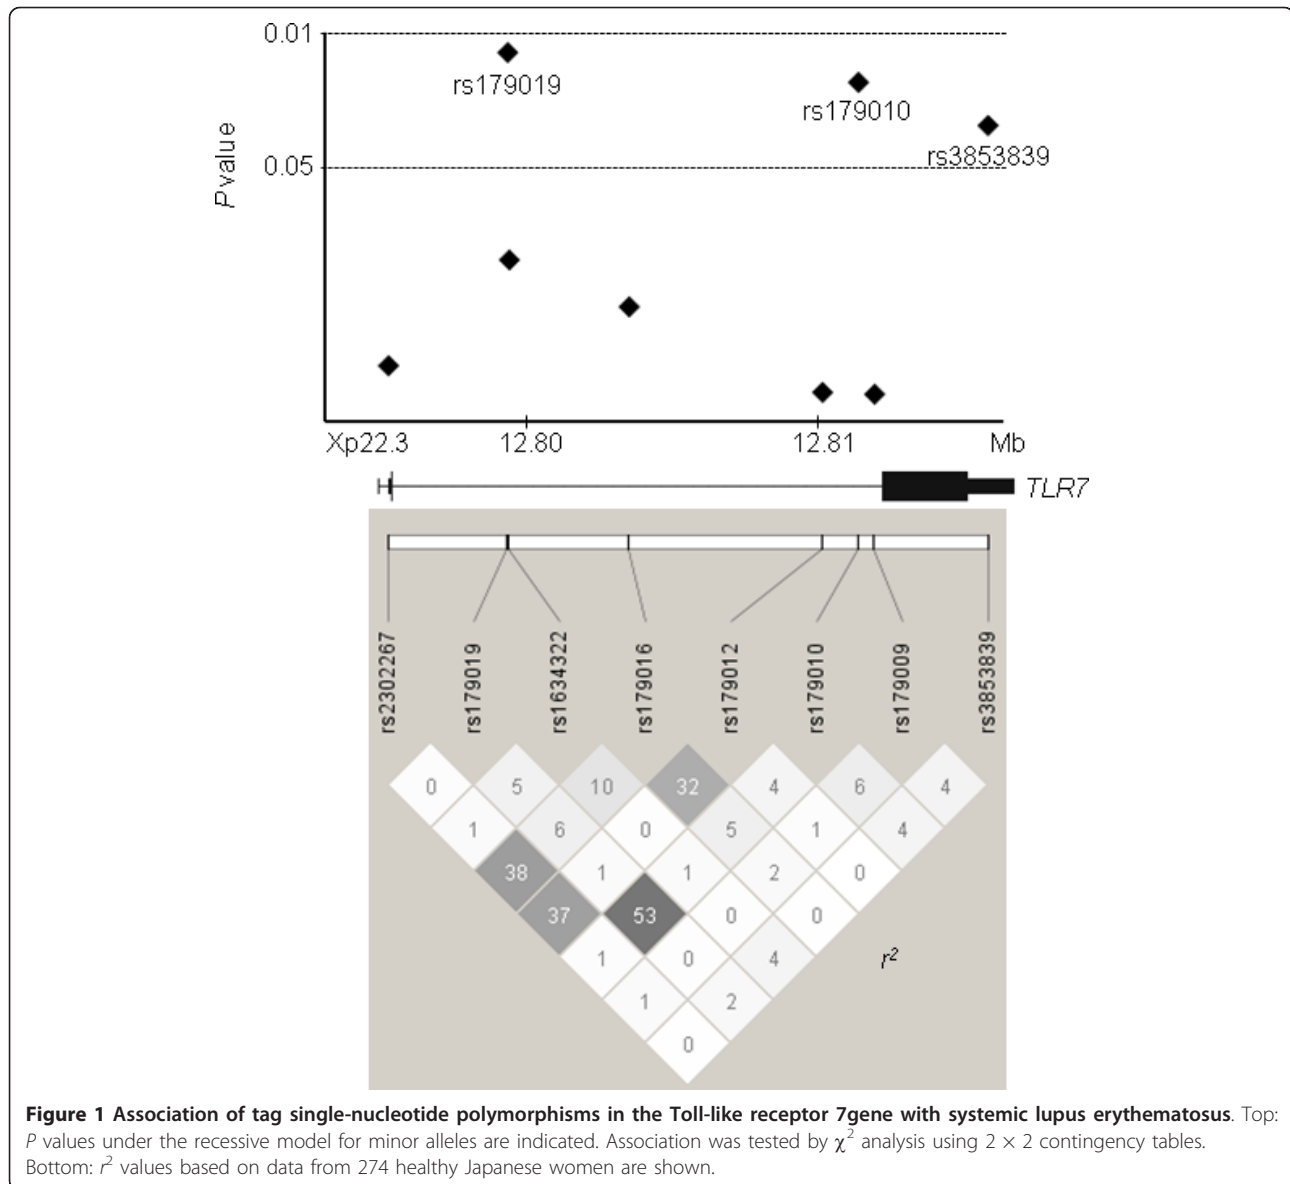 0.01
rs179019
rs179010
rs3853839
0.05
P value
Xp22.3 12.80 12.81 Mb
TLR7
rs2302267 rs179019 rs1634322 rs179016 rs179012 rs179010 rs179009 rs3853839
0 5 10 32 4 6 4
1 6 0 5 1 4
38 1 1 2 0
37 53 0 0
1 0 4
1 2
0
r²
Figure 1 Association of tag single-nucleotide polymorphisms in the Toll-like receptor 7gene with systemic lupus erythematosus. Top:
P values under the recessive model for minor alleles are indicated. Association was tested by χ² analysis using 2 × 2 contingency tables.
Bottom: r² values based on data from 274 healthy Japanese women are shown.